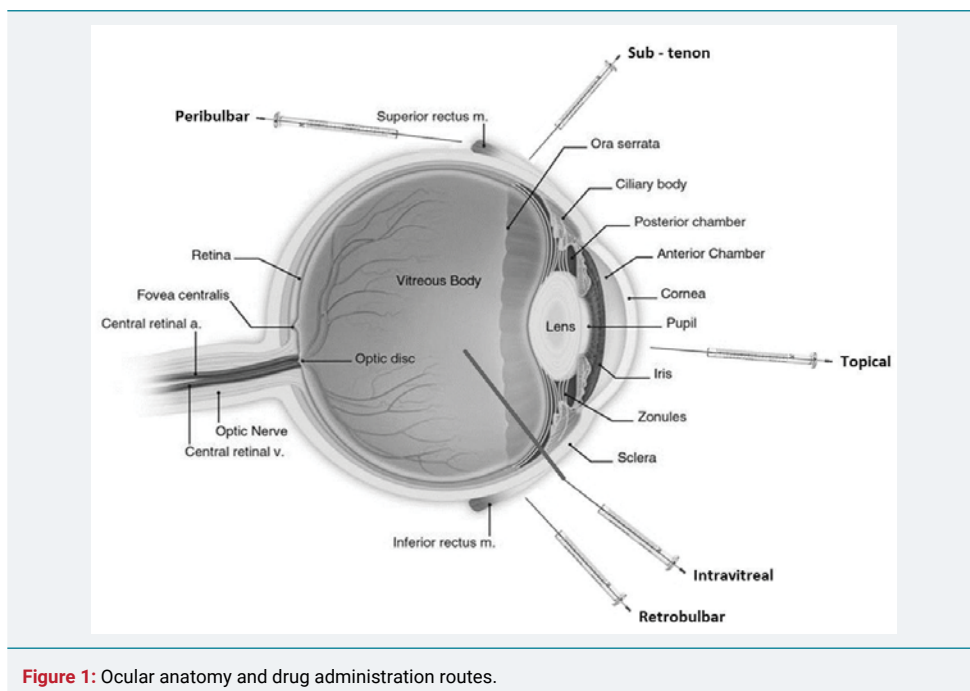 Sub - tenon
Peribulbar
Superior rectus m.
Ora serrata
Ciliary body
Posterior chamber
Anterior Chamber
Retina
Vitreous Body
Fovea centralis
Cornea
Central retinal a.
Lens
Pupil
Optic disc
Topical
Iris
Zonules
Optic Nerve
Central retinal v.
Sclera
Inferior rectus m.
Intravitreal
Retrobulbar
Figure 1: Ocular anatomy and drug administration routes.